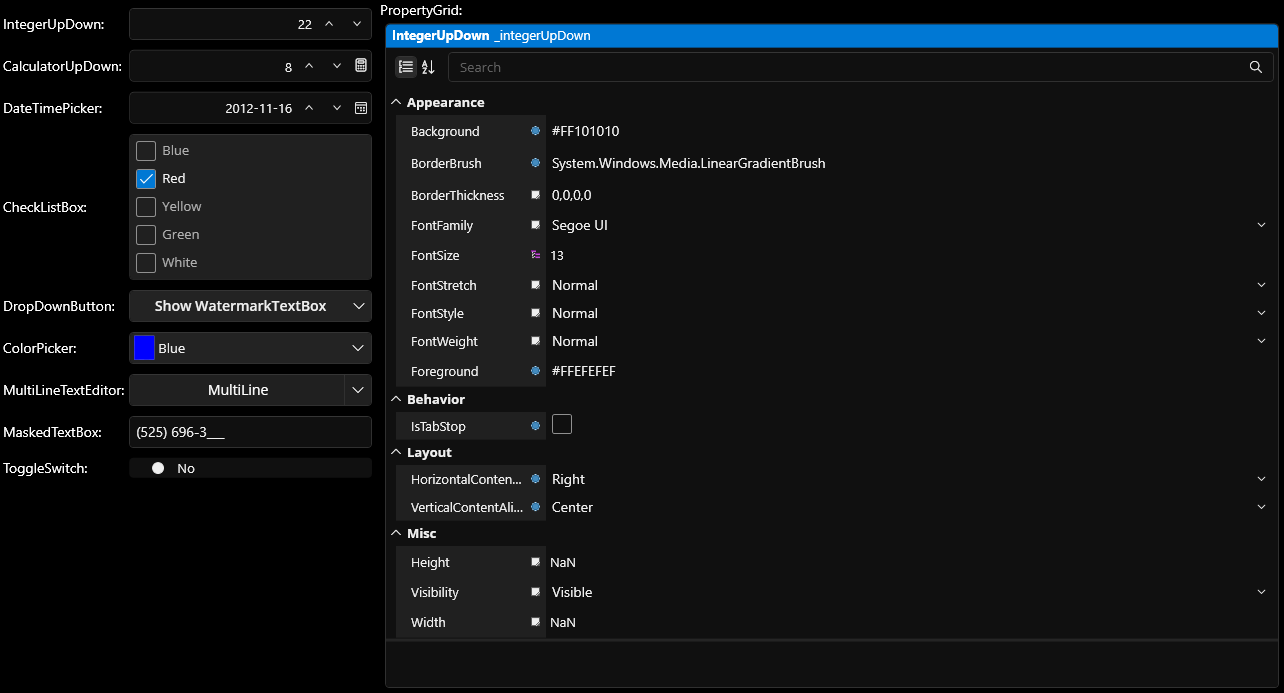 IntegerUpDown:
22
CalculatorUpDown:
8
DateTimePicker:
2012-11-16
CheckListBox:
Blue
Red
Yellow
Green
White
DropDownButton:
Show WatermarkTextBox
ColorPicker:
Blue
MultiLineTextEditor:
MultiLine
MaskedTextBox:
(525) 696-3___
ToggleSwitch:
No
PropertyGrid:
IntegerUpDown _integerUpDown
Search
Appearance
Background #FF101010
BorderBrush System.Windows.Media.LinearGradientBrush
BorderThickness 0,0,0,0
FontFamily Segoe UI
FontSize 13
FontStretch Normal
FontStyle Normal
FontWeight Normal
Foreground #FFEFEFEF
Behavior
IsTabStop
Layout
HorizontalConten... Right
VerticalContentAli... Center
Misc
Height NaN
Visibility Visible
Width NaN